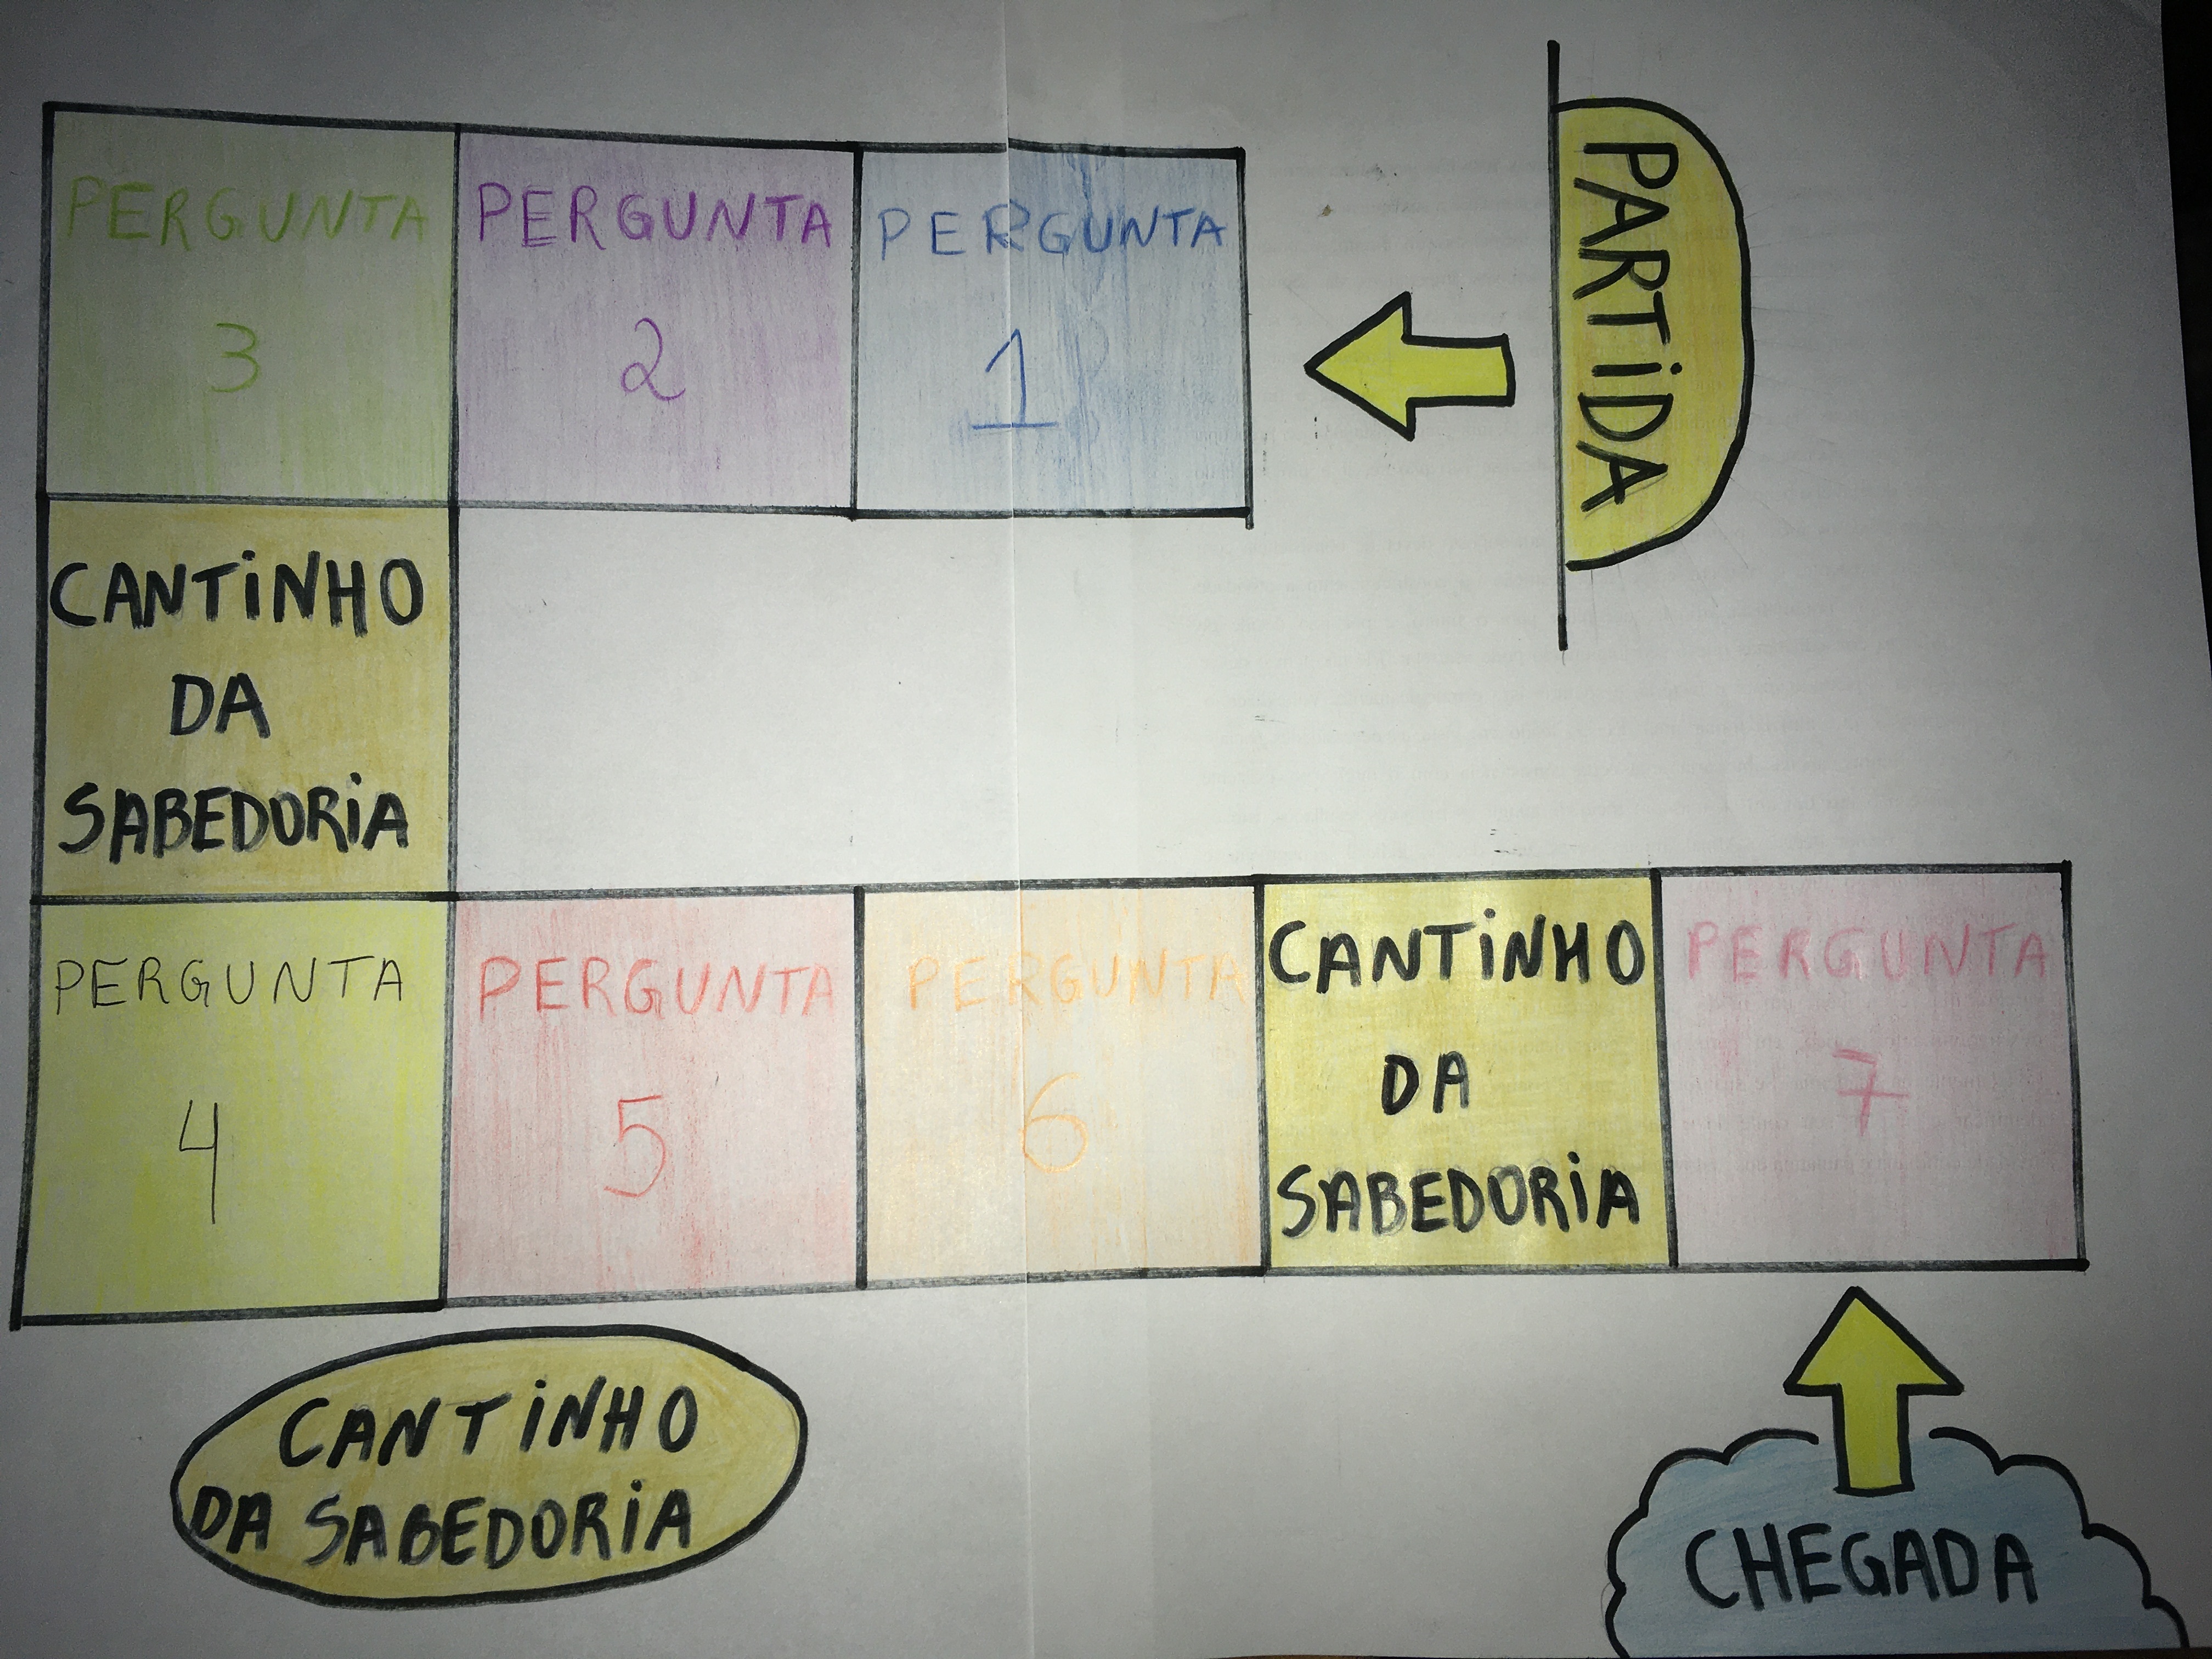 PARTIDA
PERGUNTA
1
PERGUNTA
2
PERGUNTA
3
CANTINHO
DA
SABEDORIA
PERGUNTA
4
PERGUNTA
5
PERGUNTA
6
CANTINHO
DA
SABEDORIA
PERGUNTA
7
CHEGADA
CANTINHO
DA SABEDORIA